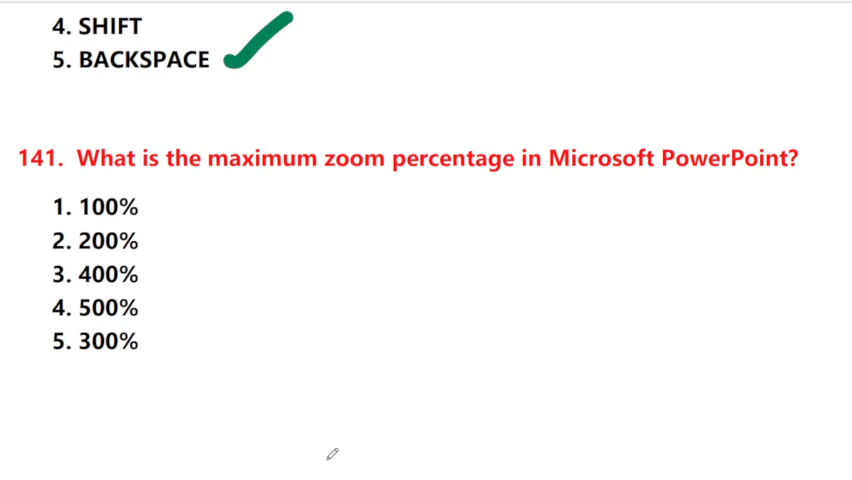 4. SHIFT
5. BACKSPACE
141. What is the maximum zoom percentage in Microsoft PowerPoint?
1. 100%
2. 200%
3. 400%
4. 500%
5. 300%